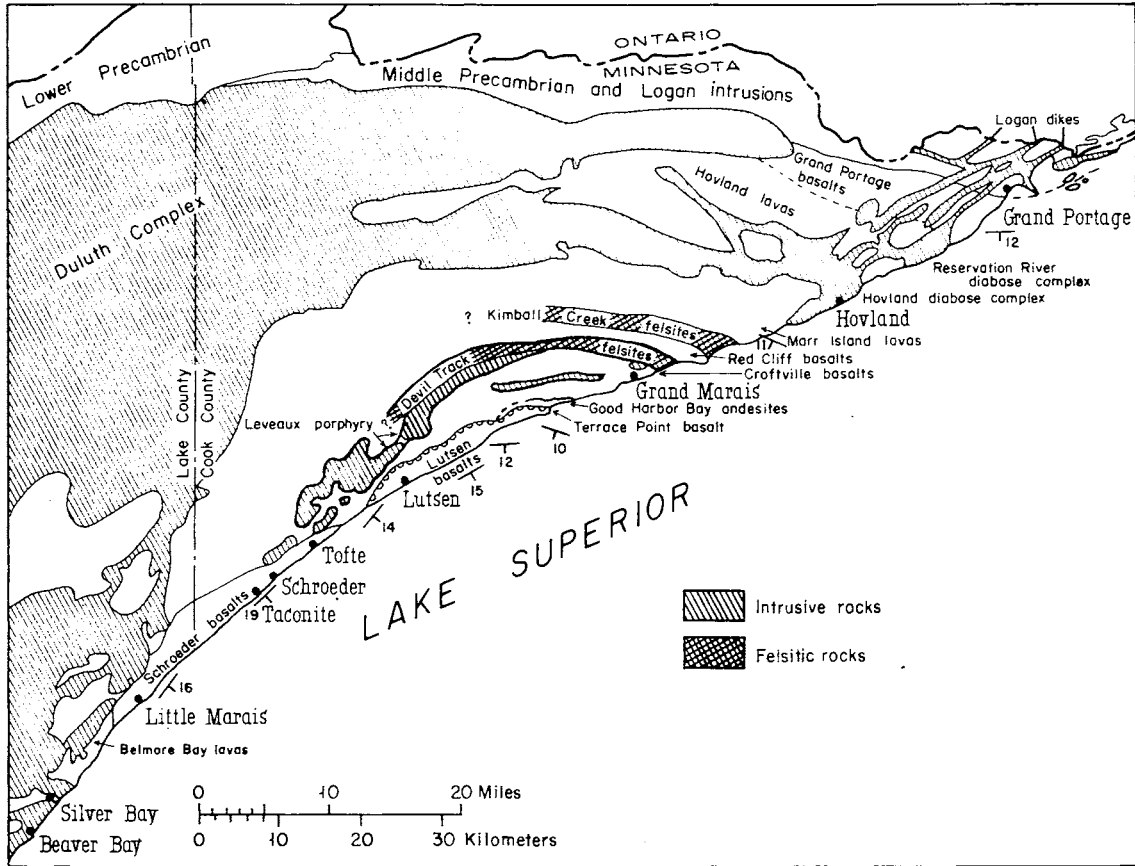 ONTARIO
MINNESOTA
Lower Precambrian
Middle Precambrian and Logan intrusions
Logan dikes
Grand Portage
basalts
Hovland lavas
Grand Portage
12
Duluth Complex
Reservation River
diabase complex
Hovland diabase complex
Hovland
? Kimball Creek felsites
Marr Island lavas
11
Red Cliff basalts
Croftville basalts
Devil Track felsites
Grand Marais
Good Harbor Bay andesites
Terrace Point basalt
10
Lake County
Cook County
Leveaux porphyry
?
Lutsen
basalts
12
15
Lutsen
14
LAKE SUPERIOR
Tofte
Schroeder
Taconite
19
Schroeder basalts
Intrusive rocks
Felsitic rocks
16
Little Marais
Belmore Bay lavas
Silver Bay
Beaver Bay
0 10 20 Miles
0 10 20 30 Kilometers